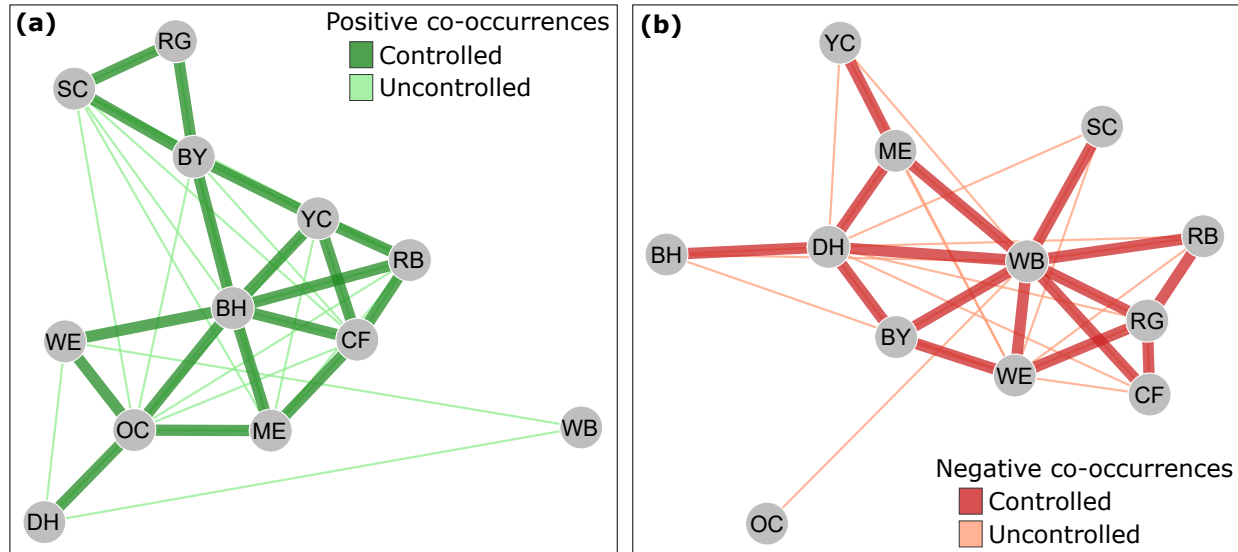 (a)
Positive co-occurrences
Controlled
Uncontrolled
RG
SC
BY
YC
RB
BH
WE
CF
OC
ME
WB
DH
(b)
YC
SC
ME
RB
BH
DH
WB
RG
BY
WE
CF
OC
Negative co-occurrences
Controlled
Uncontrolled